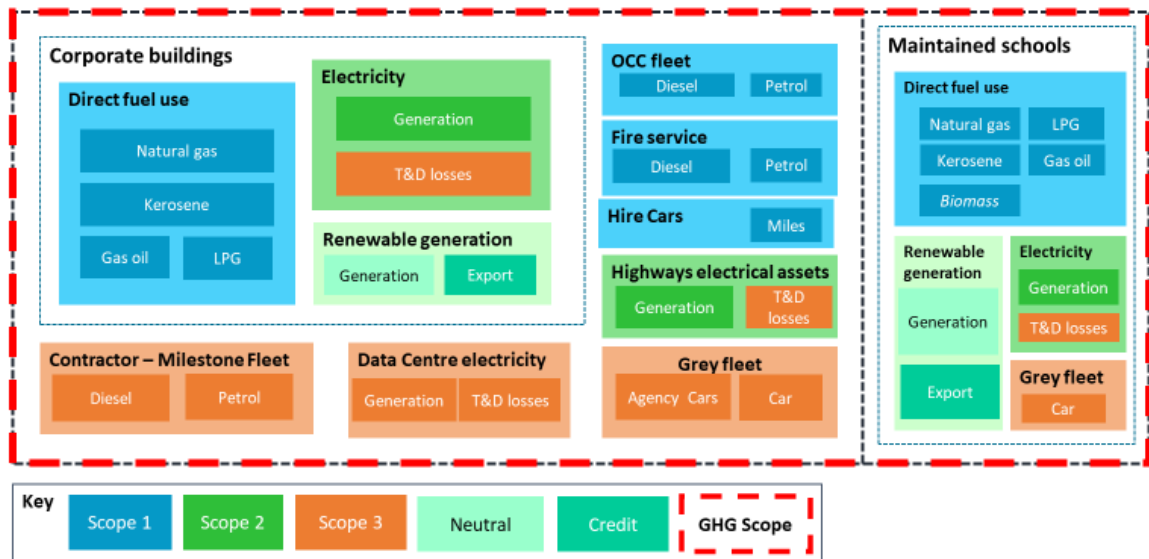 Corporate buildings
Direct fuel use
Natural gas
Kerosene
Gas oil
LPG
Electricity
Generation
T&D losses
Renewable generation
Generation
Export
OCC fleet
Diesel
Petrol
Fire service
Diesel
Petrol
Hire Cars
Miles
Highways electrical assets
Generation
T&D
losses
Contractor – Milestone Fleet
Diesel
Petrol
Data Centre electricity
Generation
T&D losses
Grey fleet
Agency Cars
Car
Maintained schools
Direct fuel use
Natural gas
LPG
Kerosene
Gas oil
Biomass
Renewable
generation
Generation
Export
Electricity
Generation
T&D losses
Grey fleet
Car
Key
Scope 1
Scope 2
Scope 3
Neutral
Credit
GHG Scope